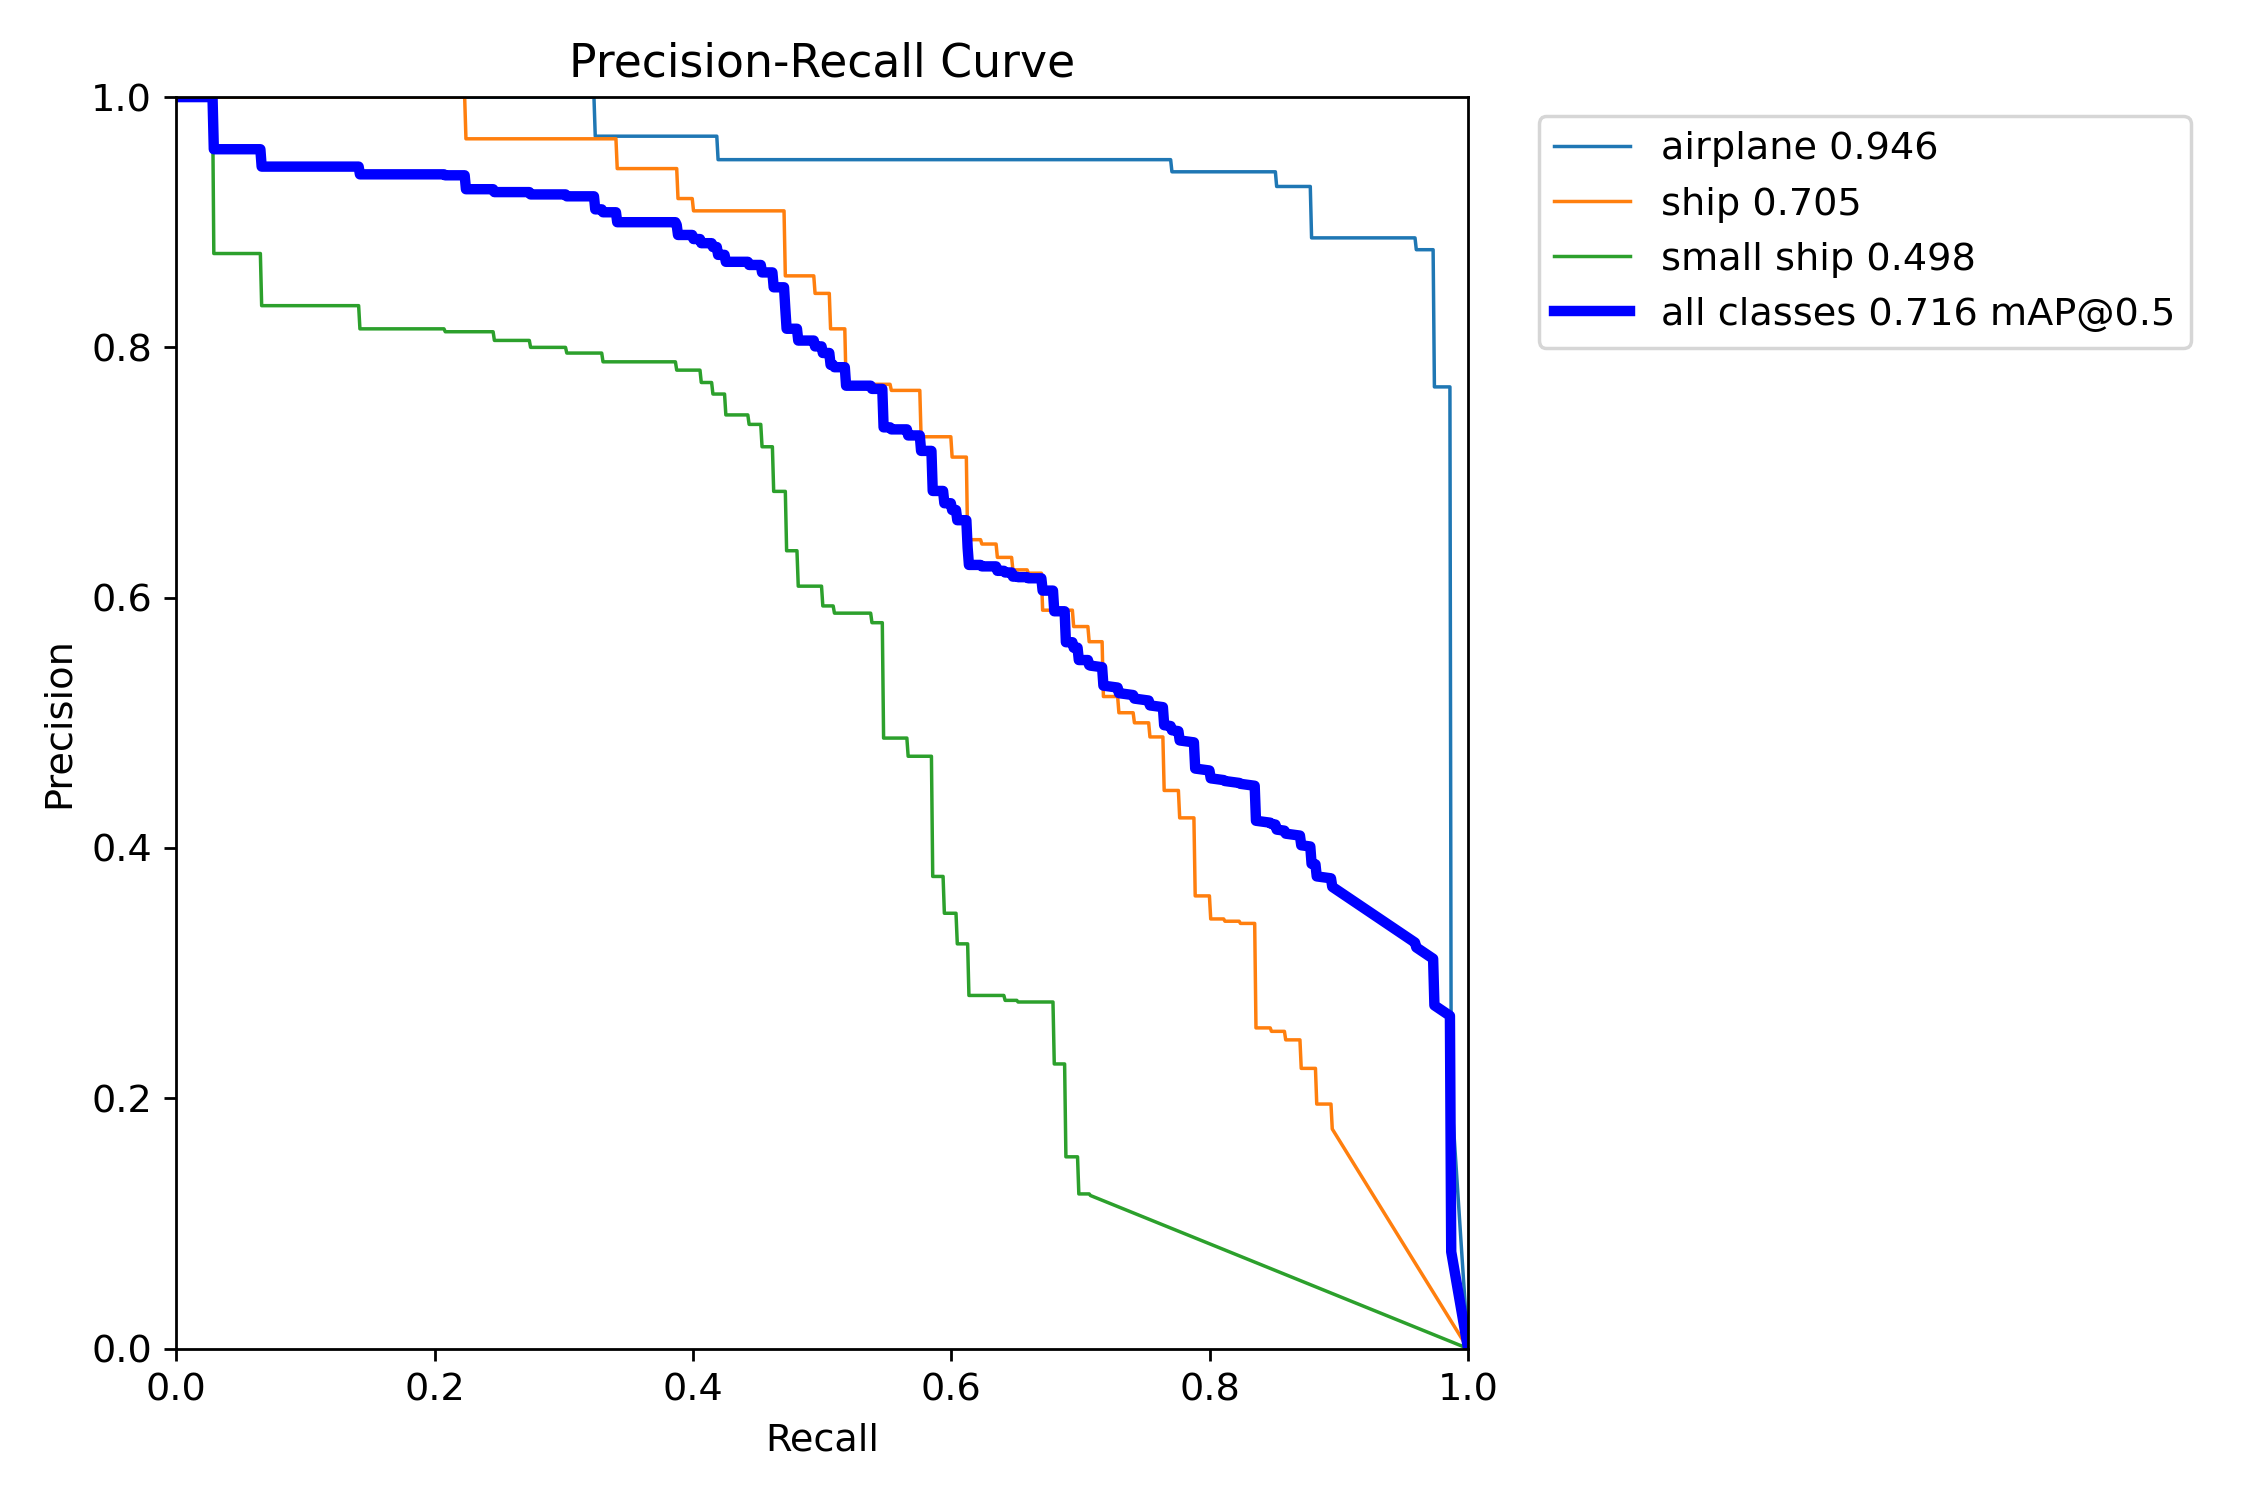 Precision-Recall Curve
airplane 0.946
ship 0.705
small ship 0.498
all classes 0.716 mAP@0.5
Precision
1.0
0.8
0.6
0.4
0.2
0.0
0.0 0.2 0.4 0.6 0.8 1.0
Recall